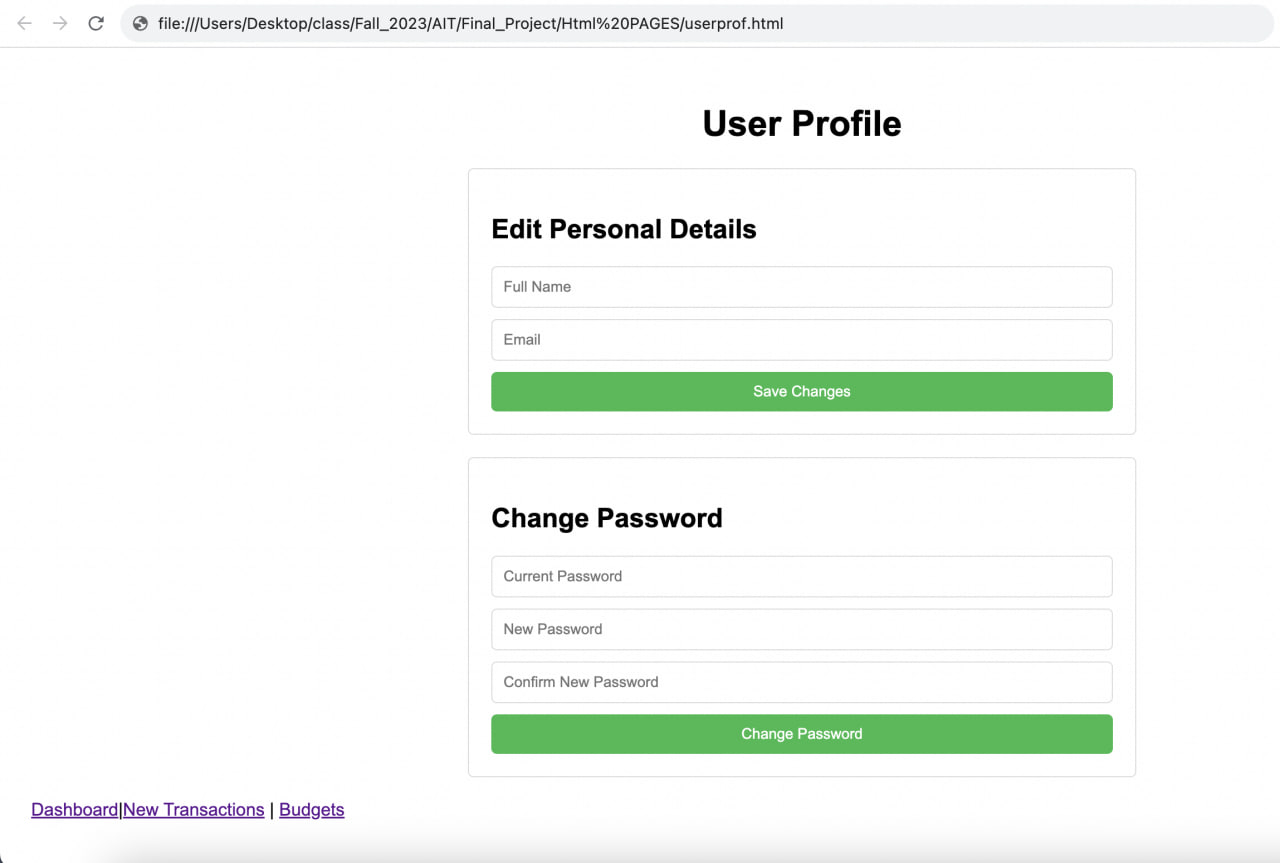 file:///Users/Desktop/class/Fall_2023/AIT/Final_Project/Html%20PAGES/userprof.html
User Profile
Edit Personal Details
Full Name
Email
Save Changes
Change Password
Current Password
New Password
Confirm New Password
Change Password
Dashboard|New Transactions | Budgets